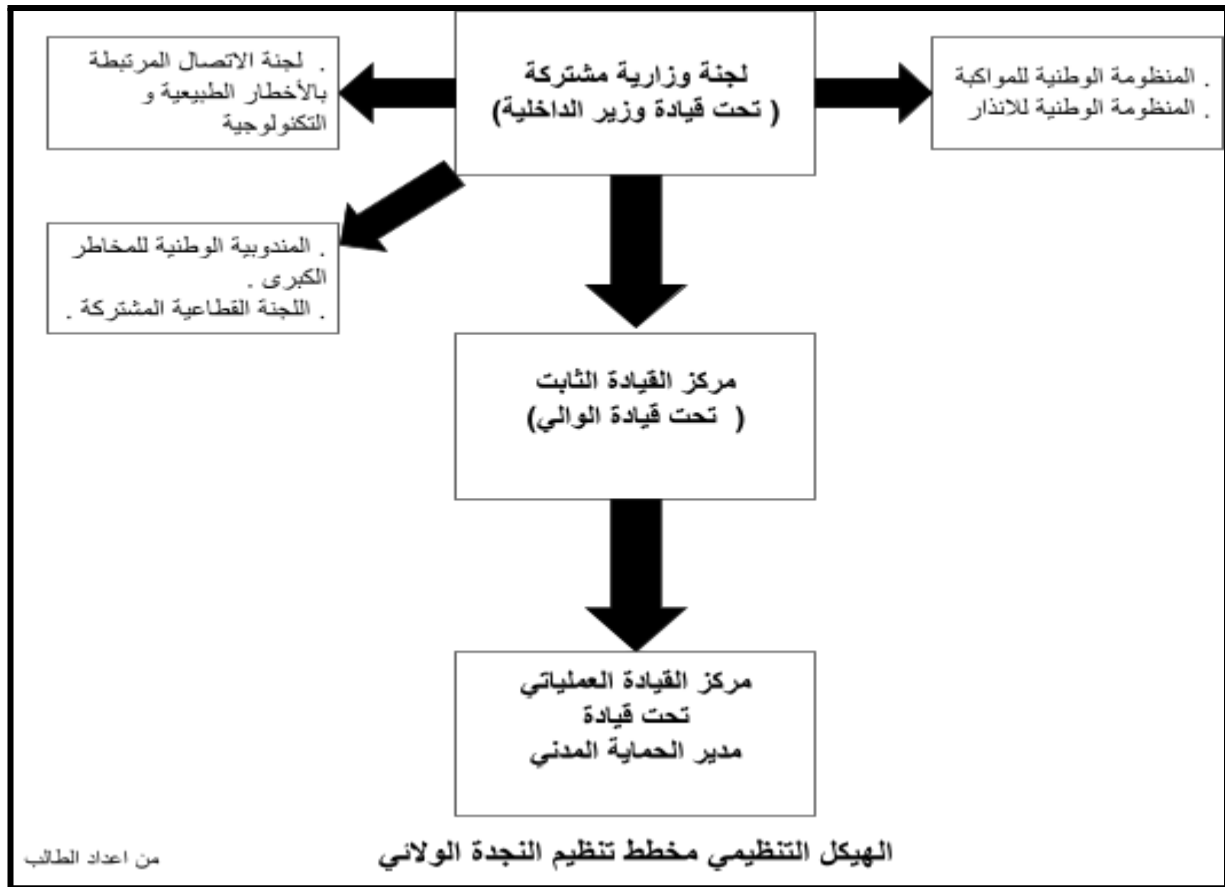 لجنة وزارية مشتركة
( تحت قيادة وزير الداخلية)
. المنظومة الوطنية للمواكبة
. المنظومة الوطنية للانذار
. لجنة الاتصال المرتبطة
بالأخطار الطبيعية و
التكنولوجية
. المندوبية الوطنية للمخاطر
الكبرى .
. اللجنة القطاعية المشتركة .
مركز القيادة الثابت
( تحت قيادة الوالي)
مركز القيادة العملياتي
تحت قيادة
مدير الحماية المدني
الهيكل التنظيمي مخطط تنظيم النجدة الولائي
من اعداد الطالب